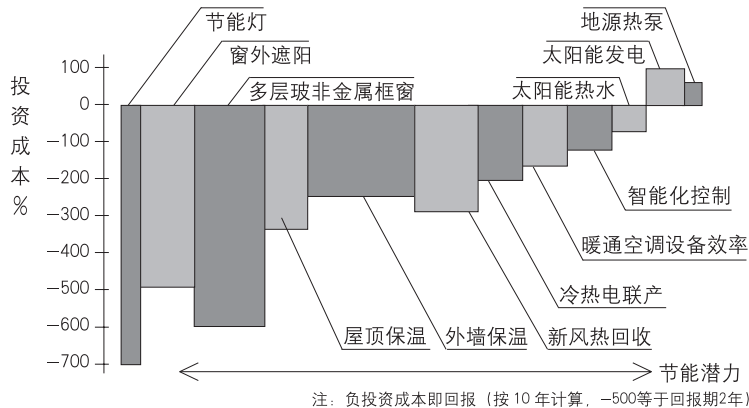 节能灯
地源热泵
窗外遮阳
太阳能发电
多层玻非金属框窗
太阳能热水
投资成本%
100
0
−100
−200
−300
−400
−500
−600
−700
智能化控制
暖通空调设备效率
冷热电联产
屋顶保温
外墙保温
新风热回收
节能潜力
注：负投资成本即回报（按 10 年计算，−500等于回报期2年）